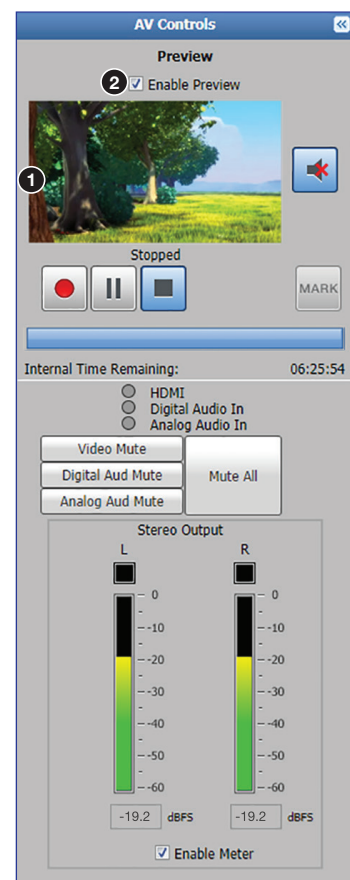 AV Controls
Preview
2 Enable Preview
1
Stopped
MARK
Internal Time Remaining: 06:25:54
HDMI
Digital Audio In
Analog Audio In
Video Mute
Digital Aud Mute
Analog Aud Mute
Mute All
Stereo Output
L R
0 0
-10 -10
-20 -20
-30 -30
-40 -40
-50 -50
-60 -60
-19.2 dBFS -19.2 dBFS
Enable Meter